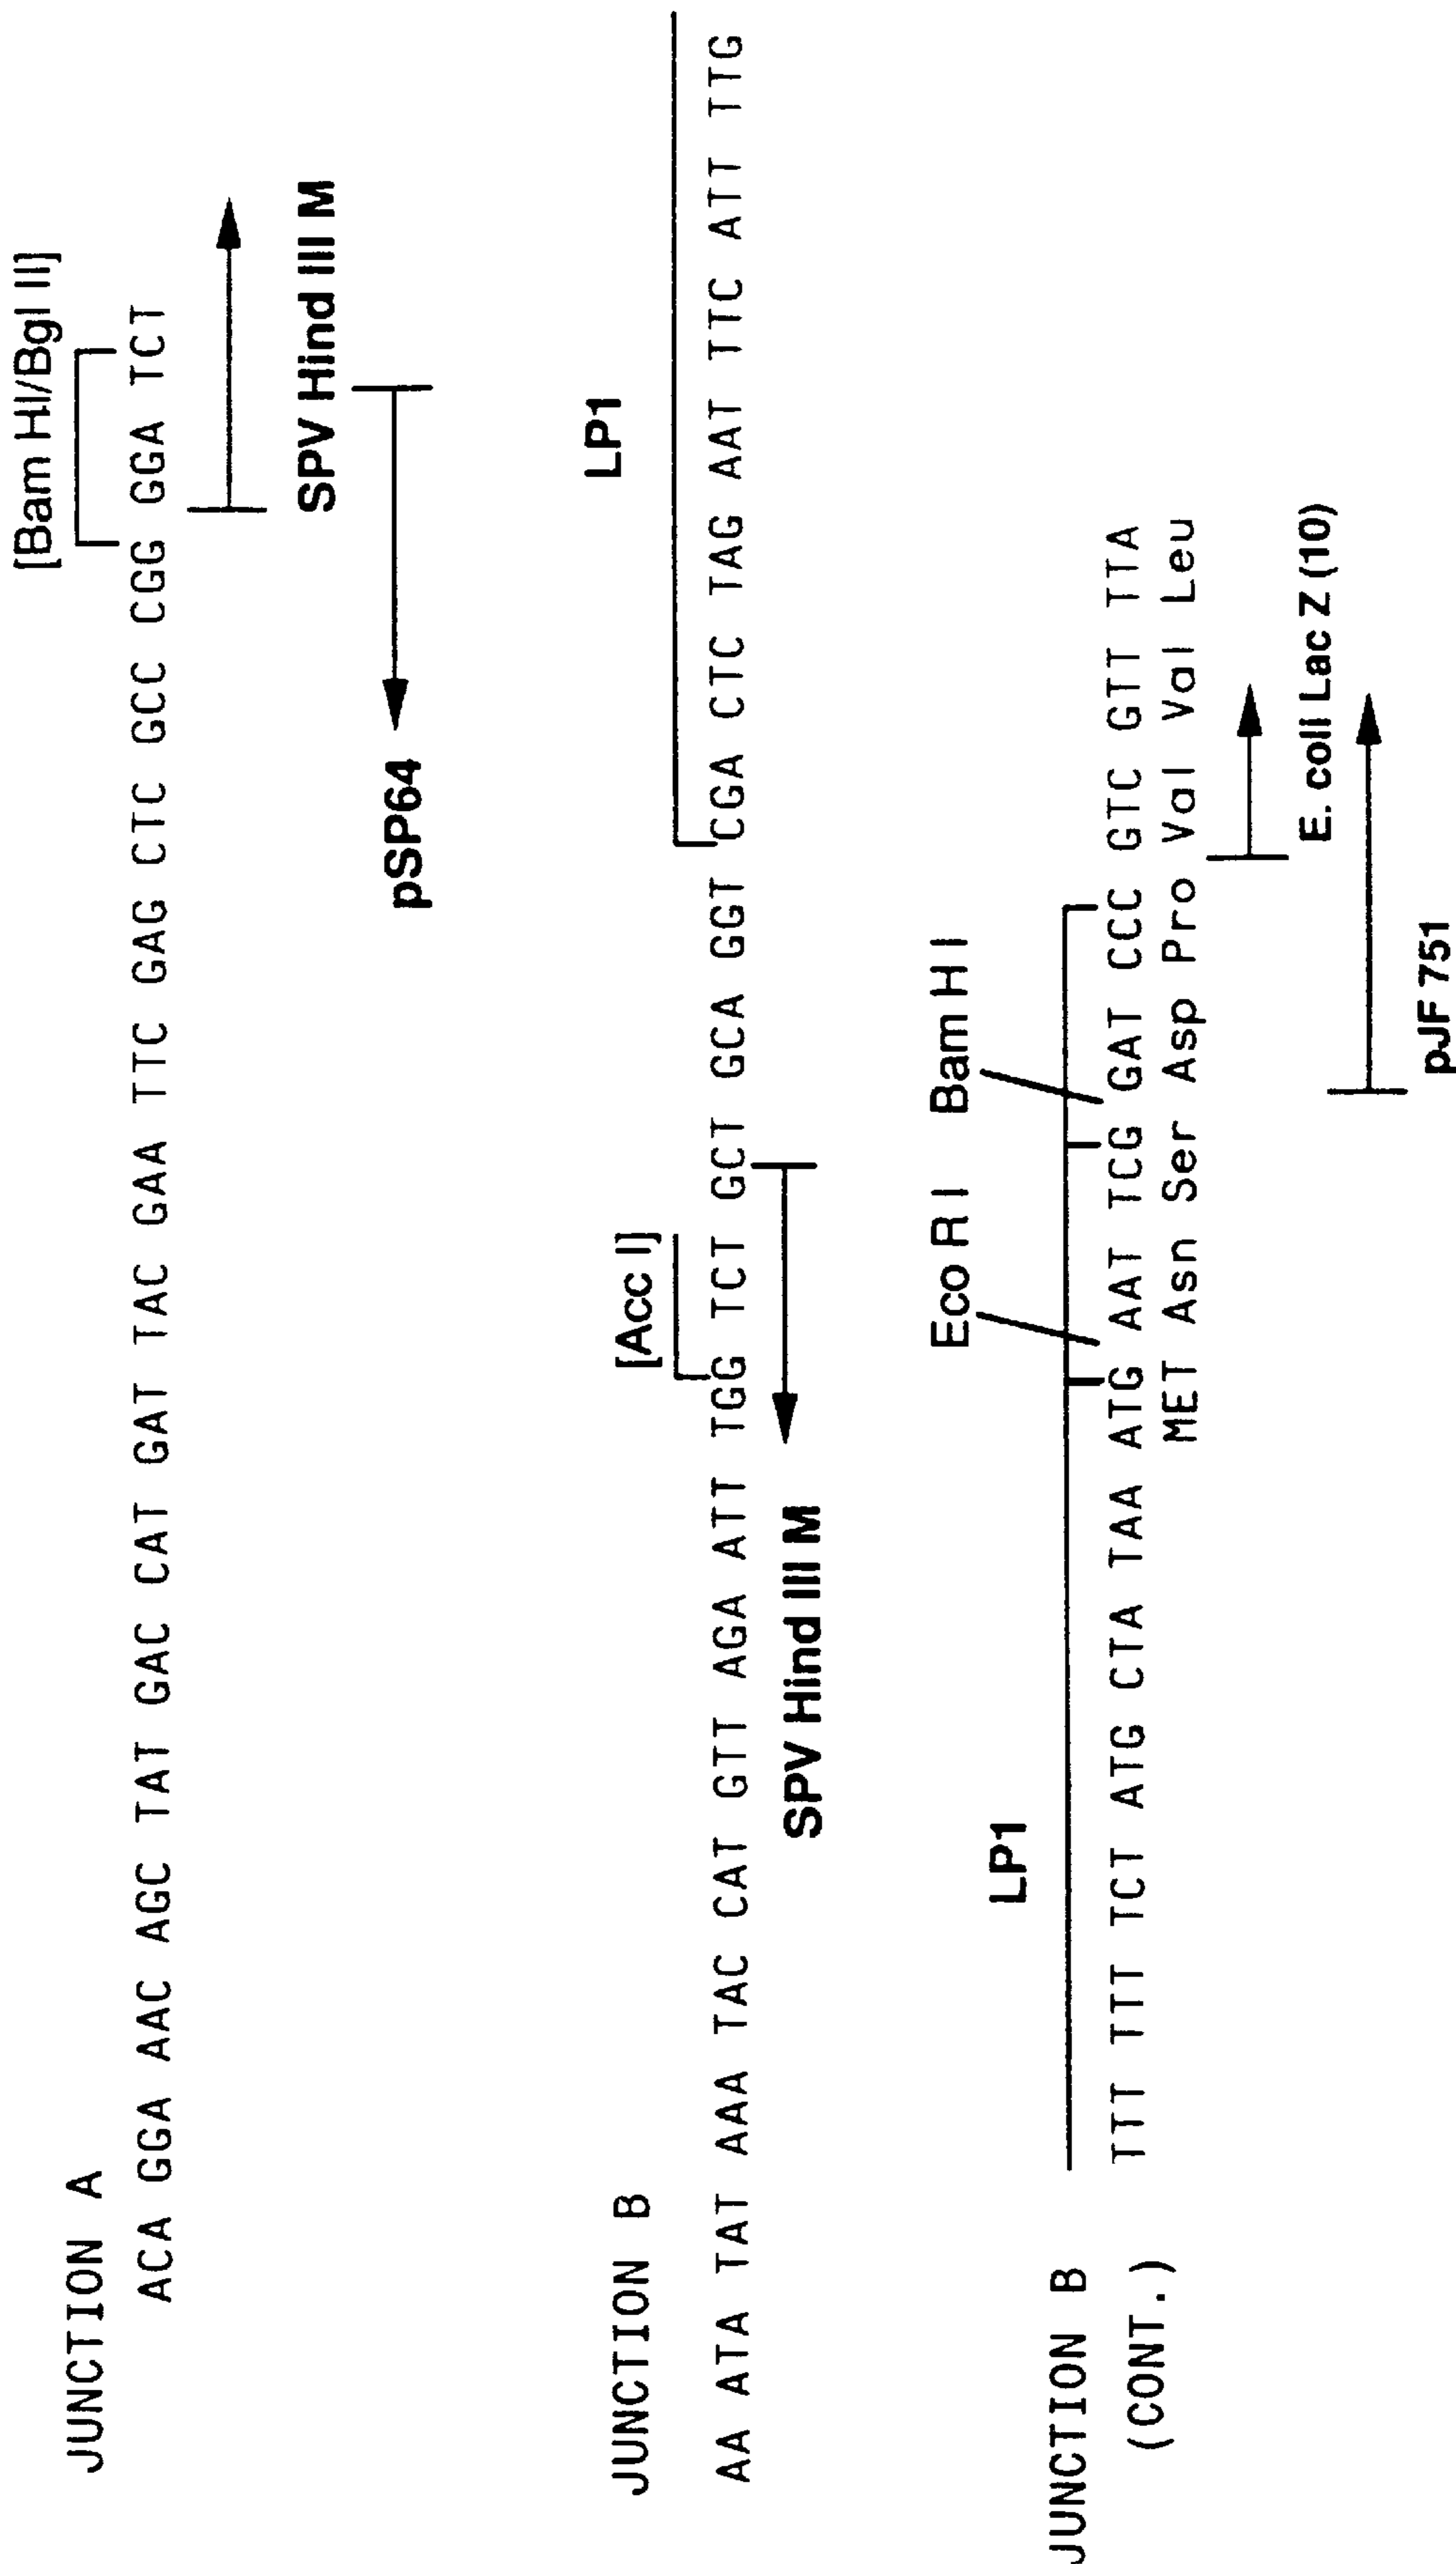 JUNCTION A
[Bam HI/Bgl II]
ACA GGA AAC AGC TAT GAC CAT GAT TAC GAA TTC GAG CTC GCC CGG GGA TCT
SPV Hind III M
pSP64
JUNCTION B
[Acc I]
LP1
AA ATA TAT AAA TAC CAT GTT AGA ATT TGG TCT GCT GCA GGT CGA CTC TAG AAT TTC ATT TTG
SPV Hind III M
JUNCTION B
(CONT.)
LP1
Eco R I
Bam H I
TTT TTT TCT ATG CTA TAA ATG AAT TCG GAT CCC GTC GTT TTA
MET Asn Ser Asp Pro Val Val Leu
E. coli Lac Z (10)
pJF 751